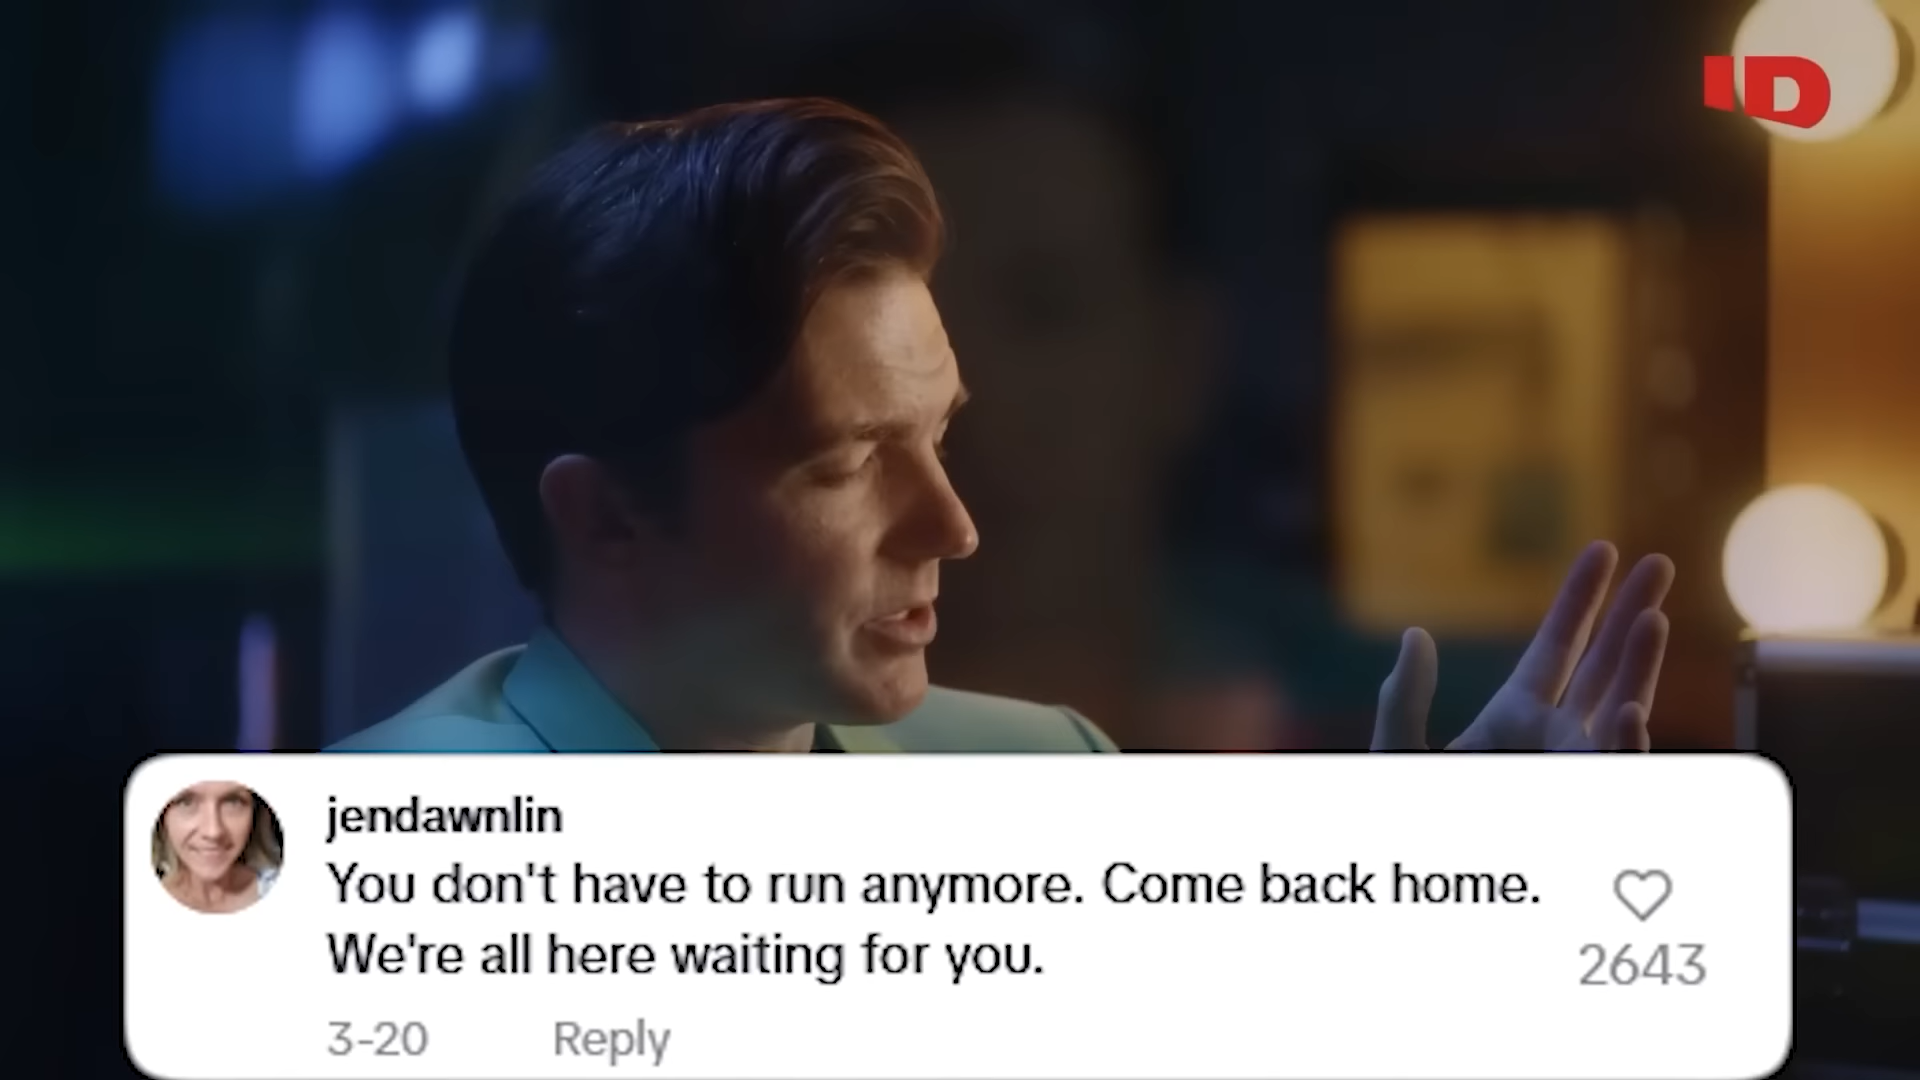 ID
jendawnlin
You don't have to run anymore. Come back home.
We're all here waiting for you.
2643
3-20 Reply